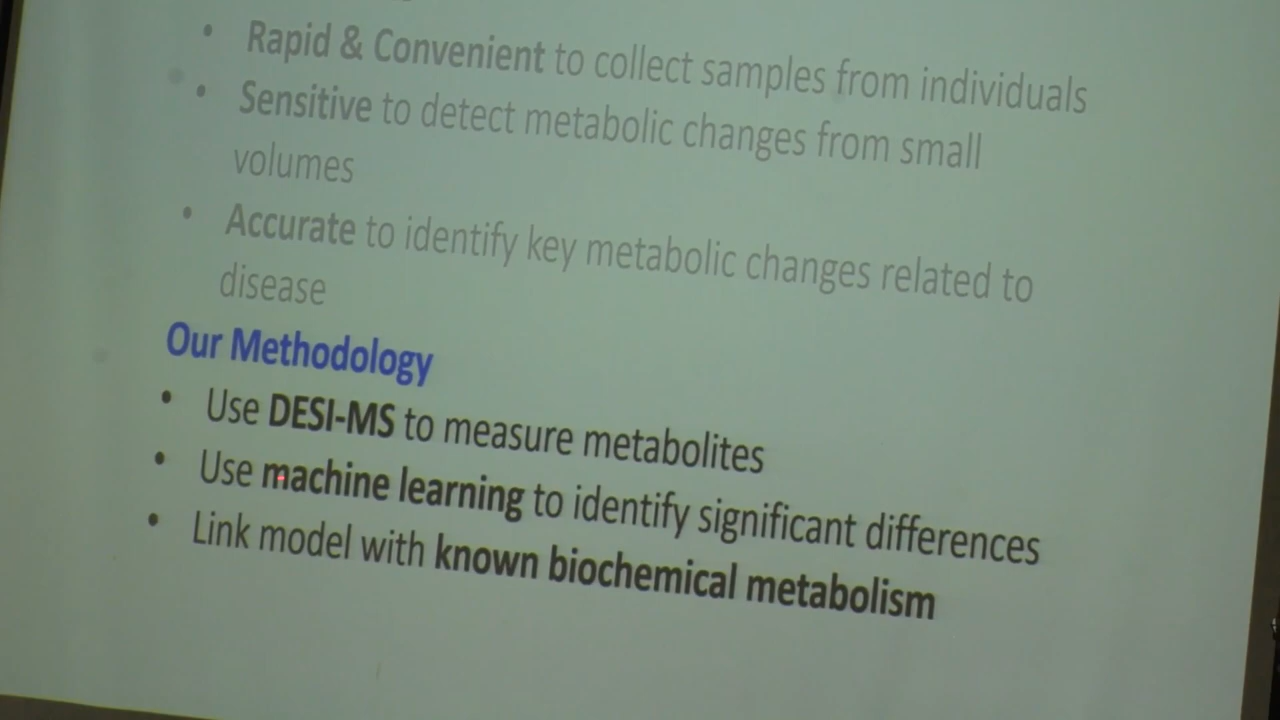 • Rapid & Convenient to collect samples from individuals
• Sensitive to detect metabolic changes from small
volumes
• Accurate to identify key metabolic changes related to
disease
Our Methodology
• Use DESI-MS to measure metabolites
• Use machine learning to identify significant differences
• Link model with known biochemical metabolism